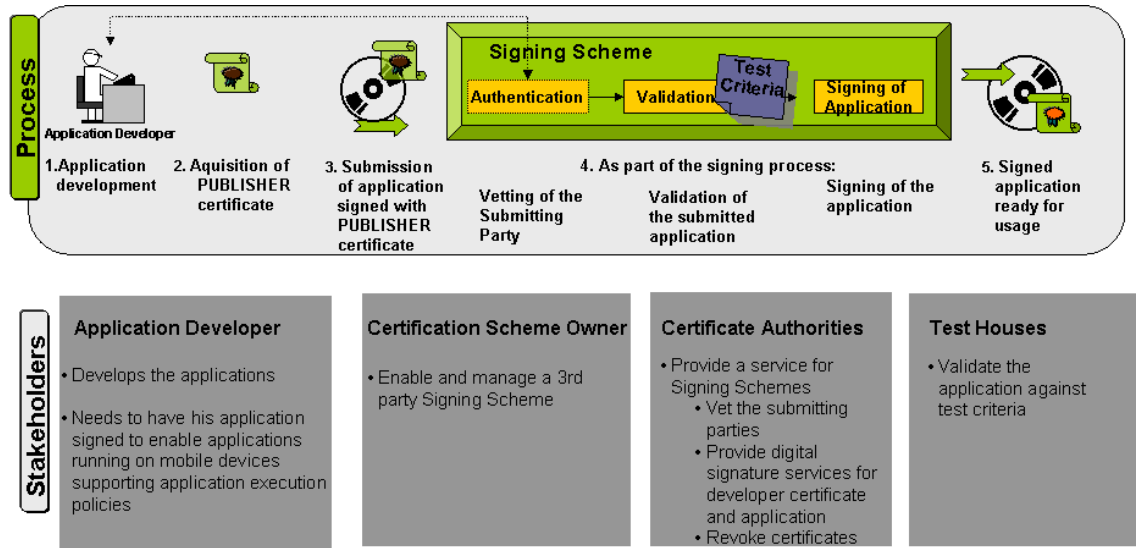 Process
Signing Scheme
Authentication
Validation
Test
Criteria
Signing of
Application
Application Developer
1.Application
development
2. Aquisition of
PUBLISHER
certificate
3. Submission
of application
signed with
PUBLISHER
certificate
4. As part of the signing process:
Vetting of the
Submitting
Party
Validation of
the submitted
application
Signing of the
application
5. Signed
application
ready for
usage
Stakeholders
Application Developer
• Develops the applications
• Needs to have his application
signed to enable applications
running on mobile devices
supporting application execution
policies
Certification Scheme Owner
• Enable and manage a 3rd
party Signing Scheme
Certificate Authorities
• Provide a service for
Signing Schemes
• Vet the submitting
parties
• Provide digital
signature services for
developer certificate
and application
• Revoke certificates
Test Houses
• Validate the
application against
test criteria